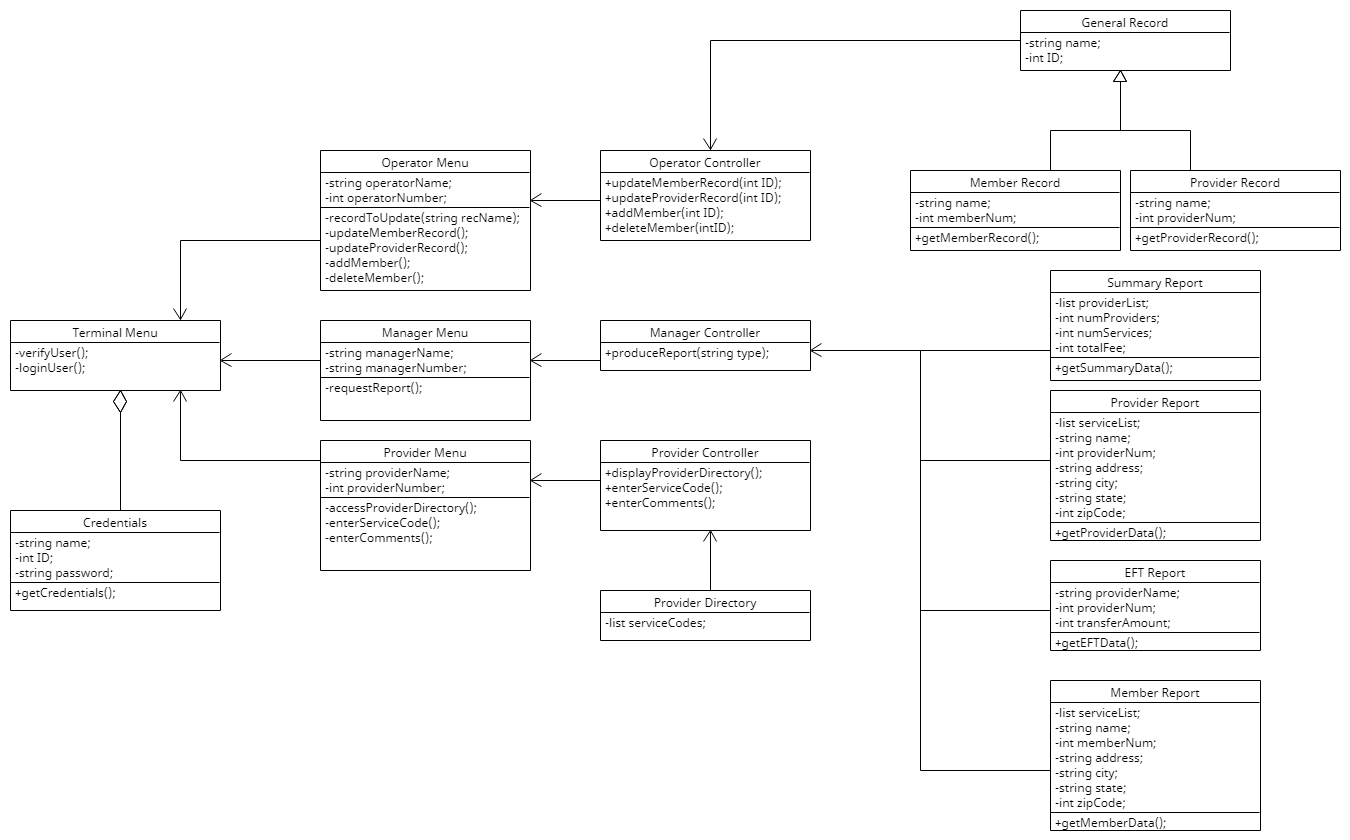 General Record
-string name;
-int ID;
Operator Menu
-string operatorName;
-int operatorNumber;
-recordToUpdate(string recName);
-updateMemberRecord();
-updateProviderRecord();
-addMember();
-deleteMember();
Operator Controller
+updateMemberRecord(int ID);
+updateProviderRecord(int ID);
+addMember(int ID);
+deleteMember(intID);
Member Record
-string name;
-int memberNum;
+getMemberRecord();
Provider Record
-string name;
-int providerNum;
+getProviderRecord();
Terminal Menu
-verifyUser();
-loginUser();
Manager Menu
-string managerName;
-string managerNumber;
-requestReport();
Manager Controller
+produceReport(string type);
Summary Report
-list providerList;
-int numProviders;
-int numServices;
-int totalFee;
+getSummaryData();
Provider Report
-list serviceList;
-string name;
-int providerNum;
-string address;
-string city;
-string state;
-int zipCode;
+getProviderData();
Provider Menu
-string providerName;
-int providerNumber;
-accessProviderDirectory();
-enterServiceCode();
-enterComments();
Provider Controller
+displayProviderDirectory();
+enterServiceCode();
+enterComments();
Credentials
-string name;
-int ID;
-string password;
+getCredentials();
Provider Directory
-list serviceCodes;
EFT Report
-string providerName;
-int providerNum;
-int transferAmount;
+getEFTData();
Member Report
-list serviceList;
-string name;
-int memberNum;
-string address;
-string city;
-string state;
-int zipCode;
+getMemberData();